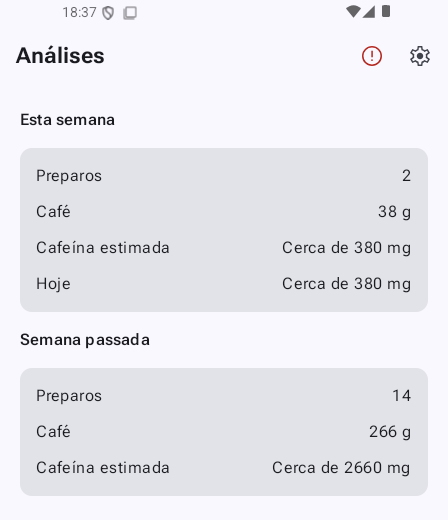 18:37
Análises
Esta semana
Preparos 2
Café 38 g
Cafeína estimada Cerca de 380 mg
Hoje Cerca de 380 mg
Semana passada
Preparos 14
Café 266 g
Cafeína estimada Cerca de 2660 mg